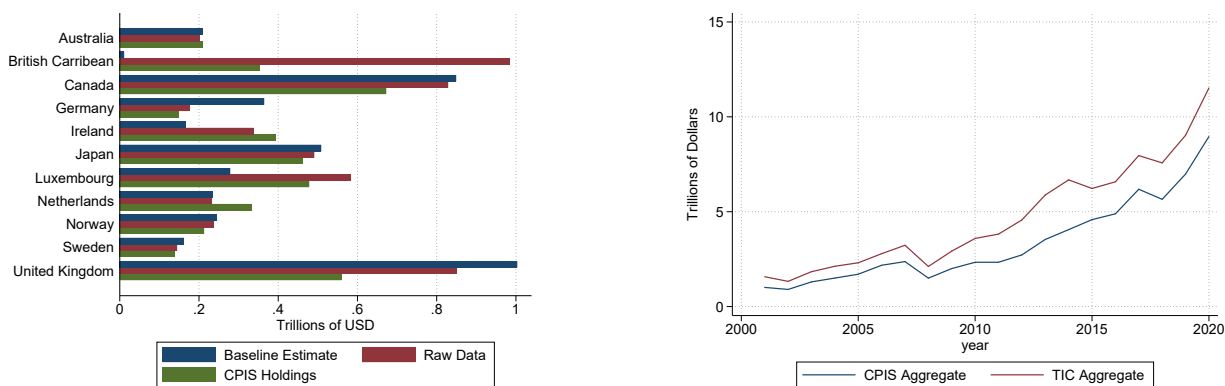 Australia
British Carribean
Canada
Germany
Ireland
Japan
Luxembourg
Netherlands
Norway
Sweden
United Kingdom
0 .2 .4 .6 .8 1
Trillions of USD
Baseline Estimate Raw Data
CPIS Holdings
15
10
5
0
Trillions of Dollars
2000 2005 2010 2015 2020
year
CPIS Aggregate TIC Aggregate